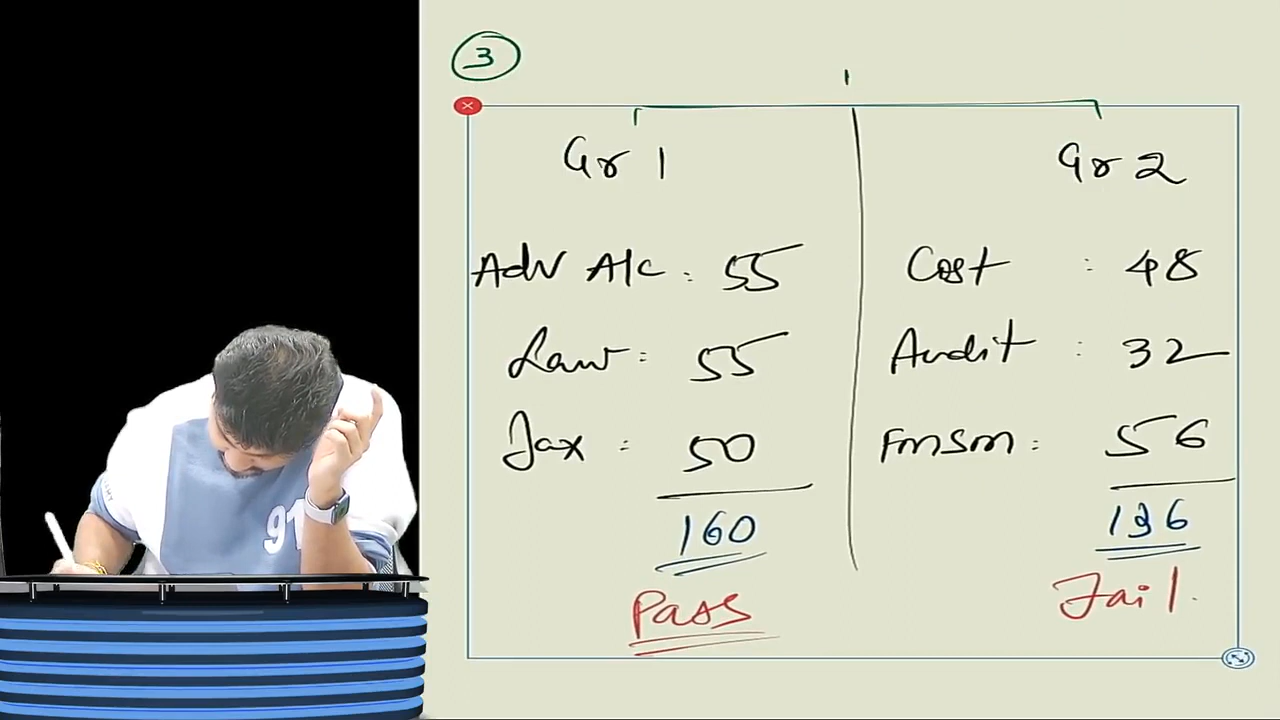 3
Gr 1
Adv A/c : 55
Law : 55
Tax : 50
160
Pass
Gr 2
Cost : 48
Audit : 32
FMSM : 56
136
Fail.
91